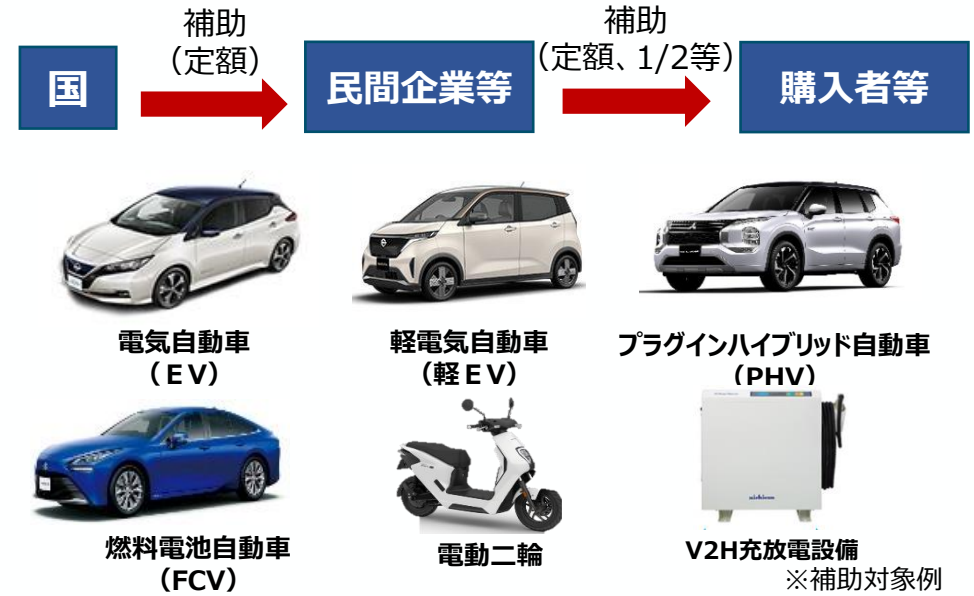 補助
（定額）
補助
（定額、1/2等）
国
民間企業等
購入者等
電気自動車
（ＥＶ）
軽電気自動車
（軽ＥＶ）
プラグインハイブリッド自動車
（PHV）
燃料電池自動車
（FCV）
電動二輪
nichicon
V2H充放電設備
※補助対象例